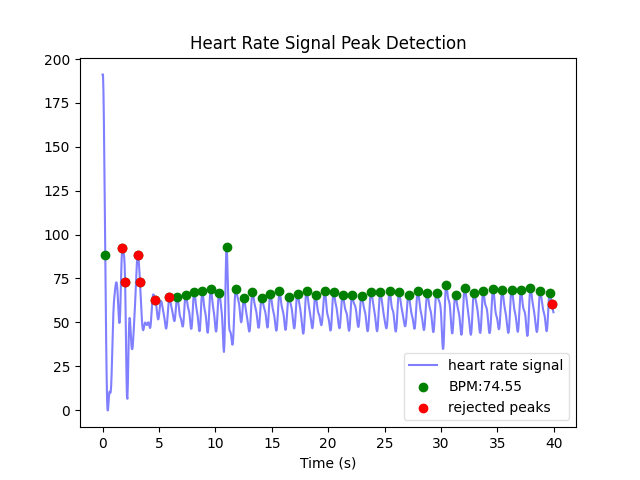 Heart Rate Signal Peak Detection
200
175
150
125
100
75
50
25
0
0 5 10 15 20 25 30 35 40
Time (s)
heart rate signal
BPM:74.55
rejected peaks